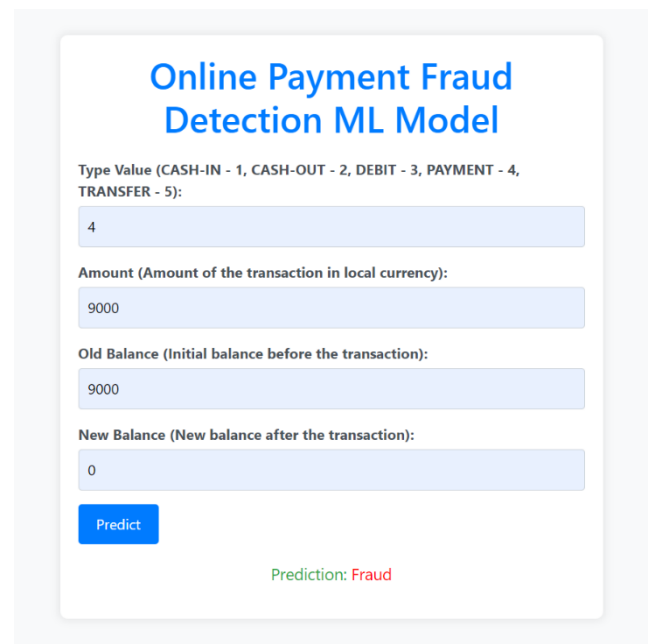 Online Payment Fraud
Detection ML Model
Type Value (CASH-IN - 1, CASH-OUT - 2, DEBIT - 3, PAYMENT - 4,
TRANSFER - 5):
4
Amount (Amount of the transaction in local currency):
9000
Old Balance (Initial balance before the transaction):
9000
New Balance (New balance after the transaction):
0
Predict
Prediction: Fraud